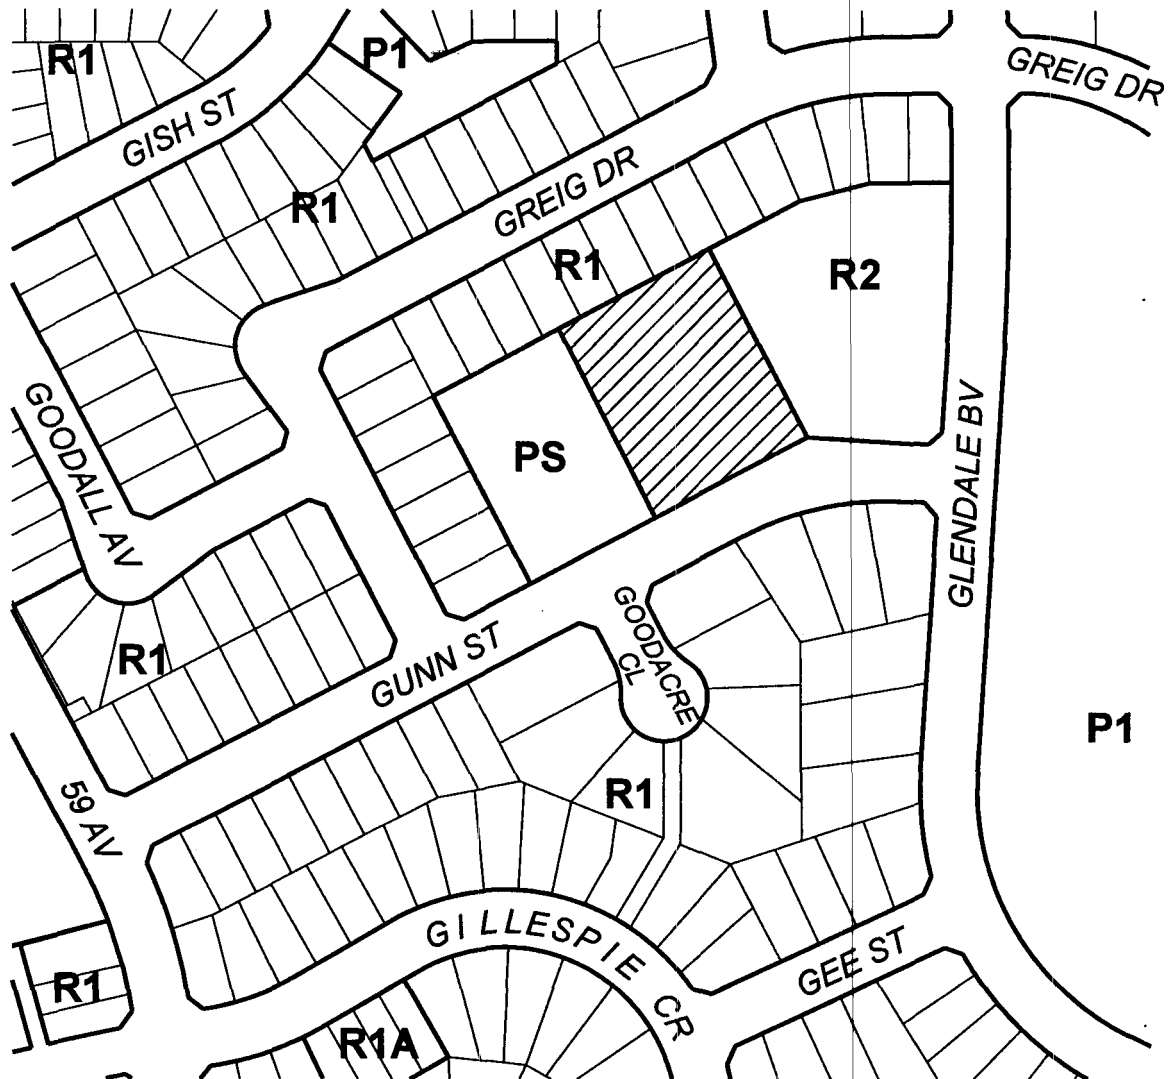 R1
P1
GREIG DR
GISH ST
GREIG DR
R1
R1
R2
GOODALL AV
PS
GLENDALE BV
GOODACRE
CL
R1
GUNN ST
P1
59 AV
R1
GILLESPIE CR
GEE ST
R1
R1A